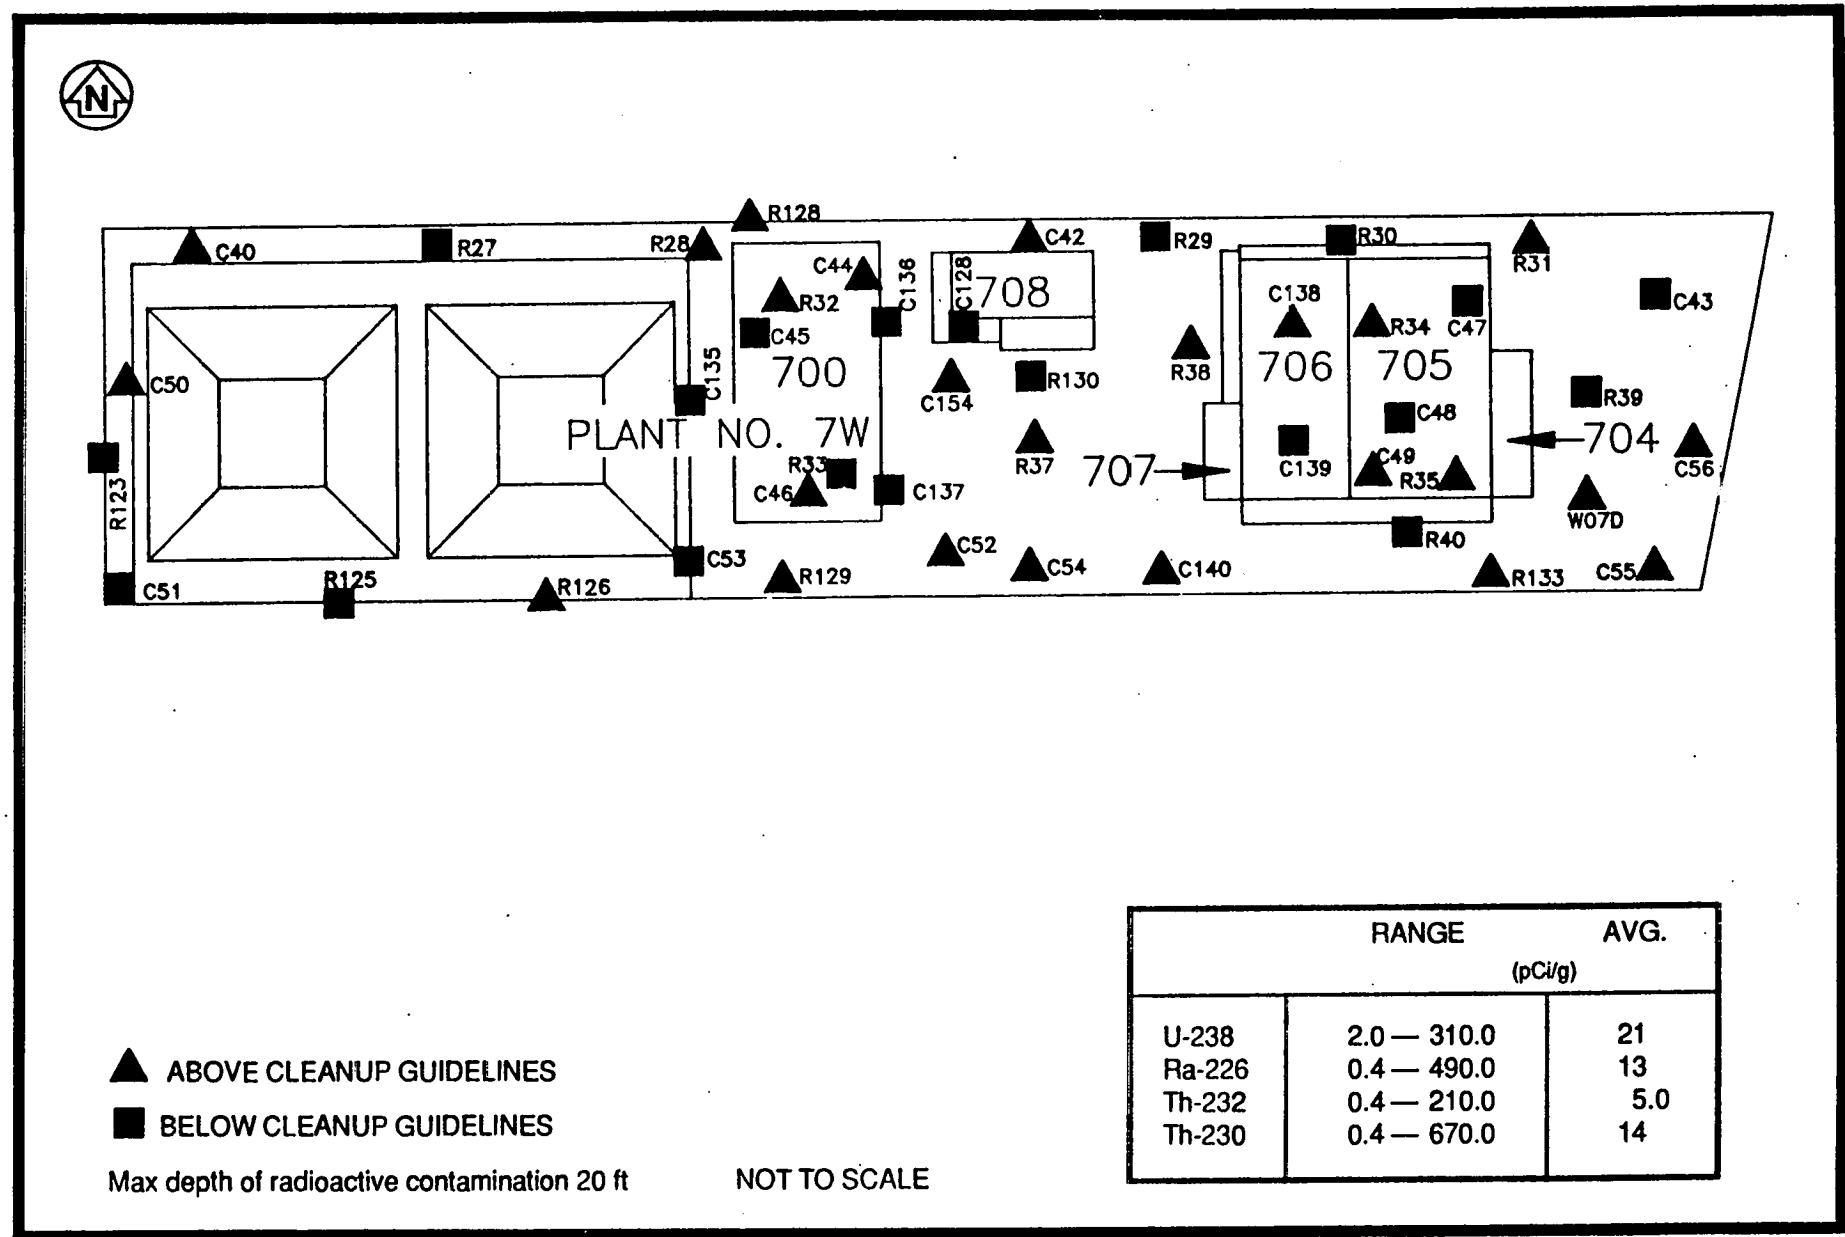 N
R128
C40
R27
R28
C42
R29
R30
R31
C44
C136
C128
708
C138
C43
R32
C45
R34
C47
700
C135
C50
C154
R130
R38
706
705
R39
PLANT NO. 7W
R37
C48
704
R33
C46
C137
707
C139
C49
R35
C56
R123
W07D
R40
C53
C52
C54
C140
R133
C55
R129
R125
R126
C51
RANGE AVG.
(pCi/g)
U-238 2.0 — 310.0 21
Ra-226 0.4 — 490.0 13
Th-232 0.4 — 210.0 5.0
Th-230 0.4 — 670.0 14
ABOVE CLEANUP GUIDELINES
BELOW CLEANUP GUIDELINES
Max depth of radioactive contamination 20 ft NOT TO SCALE